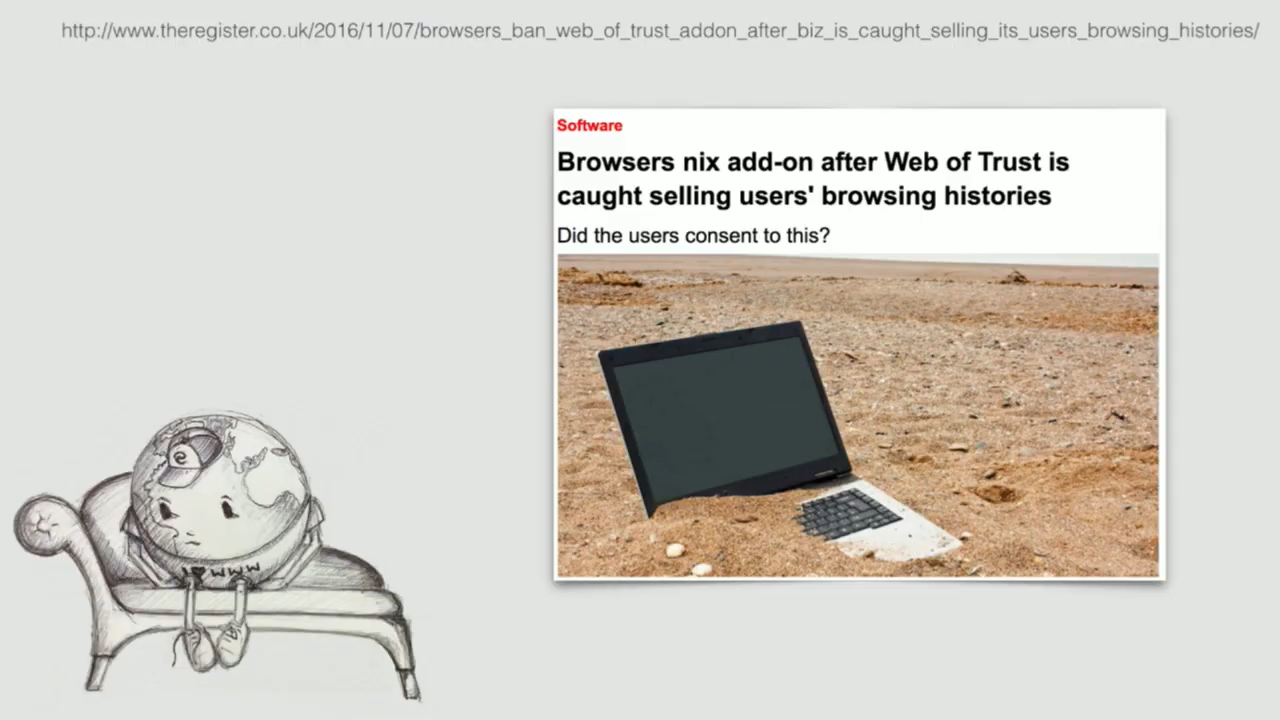 http://www.theregister.co.uk/2016/11/07/browsers_ban_web_of_trust_addon_after_biz_is_caught_selling_its_users_browsing_histories/
Software
Browsers nix add-on after Web of Trust is
caught selling users' browsing histories
Did the users consent to this?
e
♥ WWW